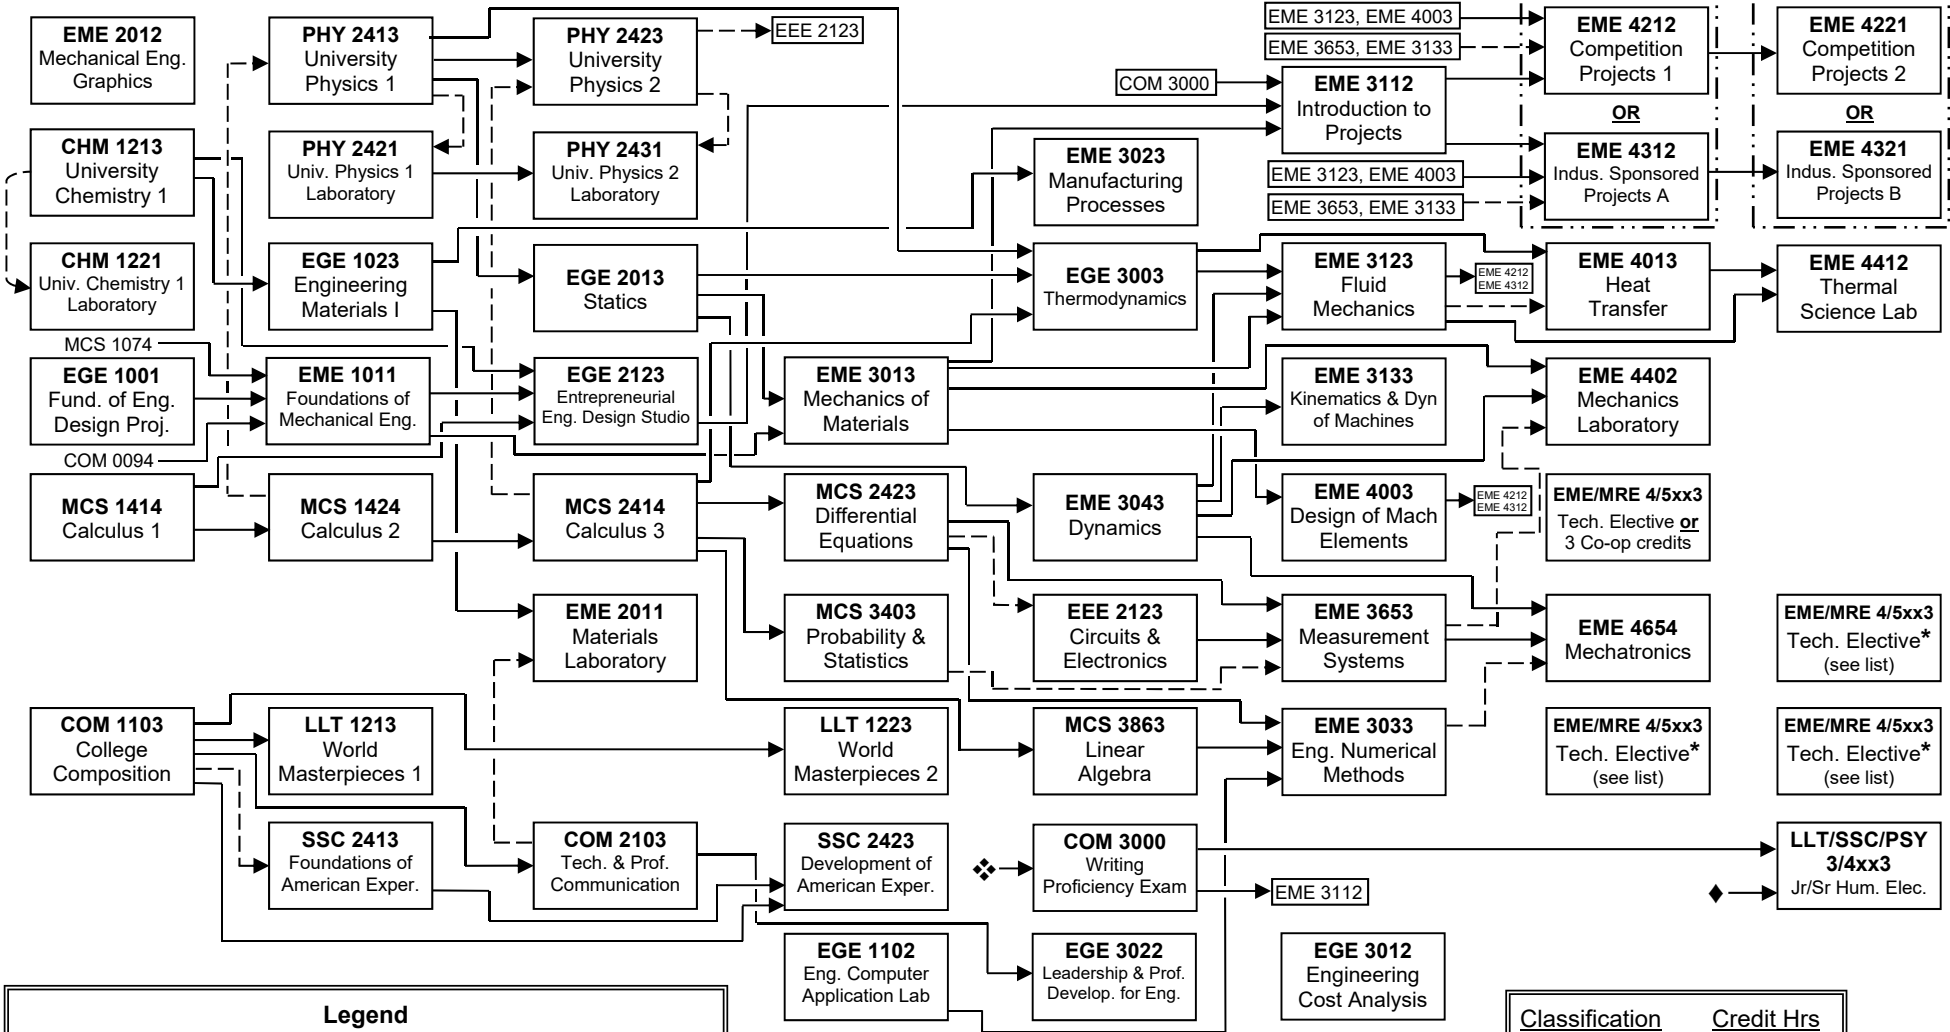 EME 2012
Mechanical Eng.
Graphics
PHY 2413
University
Physics 1
PHY 2423
University
Physics 2
EEE 2123
EME 3123, EME 4003
EME 3653, EME 3133
COM 3000
EME 3112
Introduction to
Projects
EME 4212
Competition
Projects 1
OR
EME 4221
Competition
Projects 2
OR
CHM 1213
University
Chemistry 1
PHY 2421
Univ. Physics 1
Laboratory
PHY 2431
Univ. Physics 2
Laboratory
EME 3023
Manufacturing
Processes
EME 3123, EME 4003
EME 3653, EME 3133
EME 4312
Indus. Sponsored
Projects A
EME 4321
Indus. Sponsored
Projects B
CHM 1221
Univ. Chemistry 1
Laboratory
EGE 1023
Engineering
Materials I
EGE 2013
Statics
EGE 3003
Thermodynamics
EME 3123
Fluid
Mechanics
EME 4212
EME 4312
EME 4013
Heat
Transfer
EME 4412
Thermal
Science Lab
MCS 1074
EGE 1001
Fund. of Eng.
Design Proj.
COM 0094
EME 1011
Foundations of
Mechanical Eng.
EGE 2123
Entrepreneurial
Eng. Design Studio
EME 3013
Mechanics of
Materials
EME 3133
Kinematics & Dyn
of Machines
EME 4402
Mechanics
Laboratory
MCS 1414
Calculus 1
MCS 1424
Calculus 2
MCS 2414
Calculus 3
MCS 2423
Differential
Equations
EME 3043
Dynamics
EME 4003
Design of Mach
Elements
EME 4212
EME 4312
EME/MRE 4/5xx3
Tech. Elective or
3 Co-op credits
EME 2011
Materials
Laboratory
MCS 3403
Probability &
Statistics
EEE 2123
Circuits &
Electronics
EME 3653
Measurement
Systems
EME 4654
Mechatronics
EME/MRE 4/5xx3
Tech. Elective*
(see list)
COM 1103
College
Composition
LLT 1213
World
Masterpieces 1
LLT 1223
World
Masterpieces 2
MCS 3863
Linear
Algebra
EME 3033
Eng. Numerical
Methods
EME/MRE 4/5xx3
Tech. Elective*
(see list)
EME/MRE 4/5xx3
Tech. Elective*
(see list)
SSC 2413
Foundations of
American Exper.
COM 2103
Tech. & Prof.
Communication
SSC 2423
Development of
American Exper.
❖
COM 3000
Writing
Proficiency Exam
EME 3112
LLT/SSC/PSY
3/4xx3
Jr/Sr Hum. Elec.
♦
EGE 1102
Eng. Computer
Application Lab
EGE 3022
Leadership & Prof.
Develop. for Eng.
EGE 3012
Engineering
Cost Analysis
Legend
Classification Credit Hrs